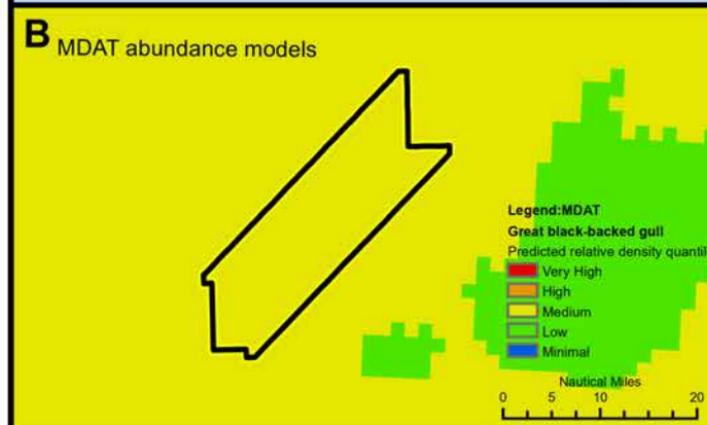 B MDAT abundance models
Legend:MDAT
Great black-backed gull
Predicted relative density quantile
Very High
High
Medium
Low
Minimal
Nautical Miles
0 5 10 20